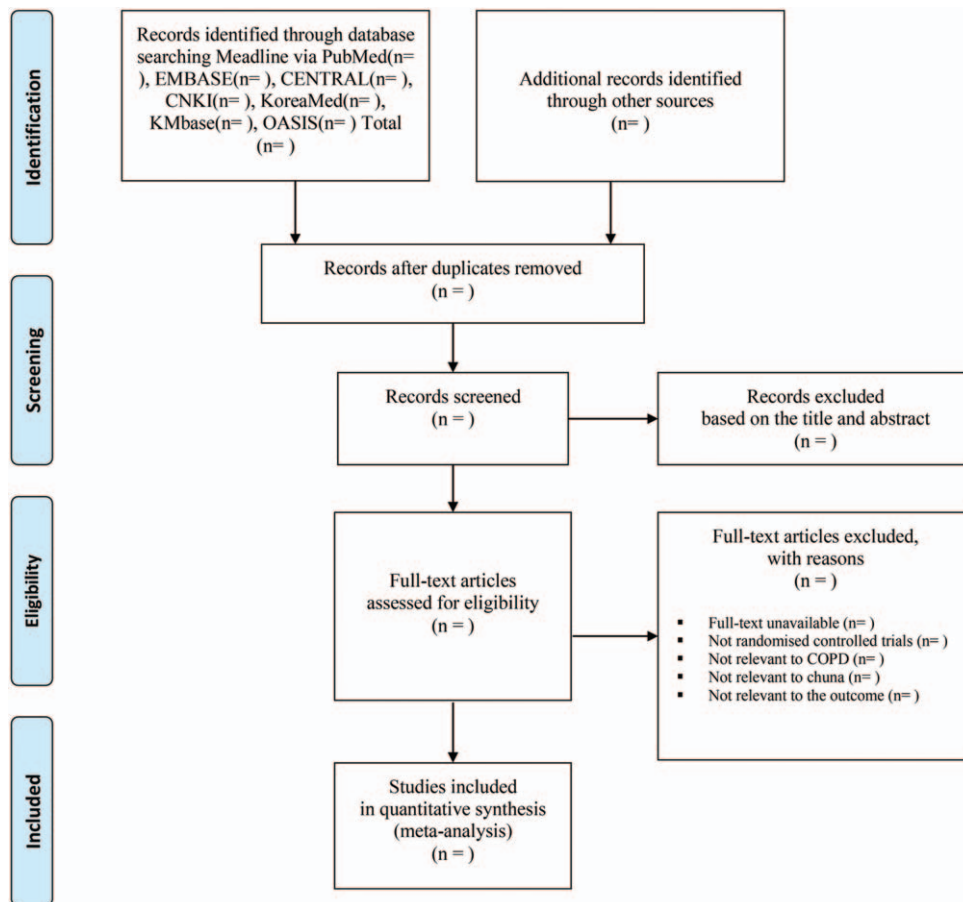 Identification
Records identified through database
searching Meadline via PubMed(n=
), EMBASE(n= ), CENTRAL(n= ),
CNKI(n= ), KoreaMed(n= ),
KMbase(n= ), OASIS(n= ) Total
(n= )
Additional records identified
through other sources
(n= )
Records after duplicates removed
(n = )
Screening
Records screened
(n = )
Records excluded
based on the title and abstract
(n = )
Eligibility
Full-text articles
assessed for eligibility
(n = )
Full-text articles excluded,
with reasons
(n = )
▪ Full-text unavailable (n= )
▪ Not randomised controlled trials (n= )
▪ Not relevant to COPD (n= )
▪ Not relevant to chuna (n= )
▪ Not relevant to the outcome (n= )
Included
Studies included
in quantitative synthesis
(meta-analysis)
(n = )